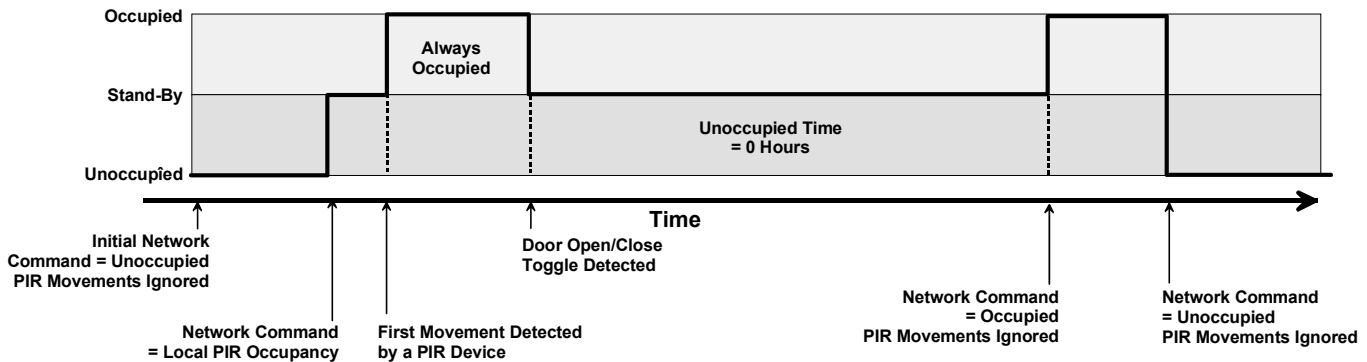 Occupied
Always
Occupied
Stand-By
Unoccupied Time
= 0 Hours
Unoccupied
Time
Initial Network
Command = Unoccupied
PIR Movements Ignored
Network Command
= Local PIR Occupancy
First Movement Detected
by a PIR Device
Door Open/Close
Toggle Detected
Network Command
= Occupied
PIR Movements Ignored
Network Command
= Unoccupied
PIR Movements Ignored